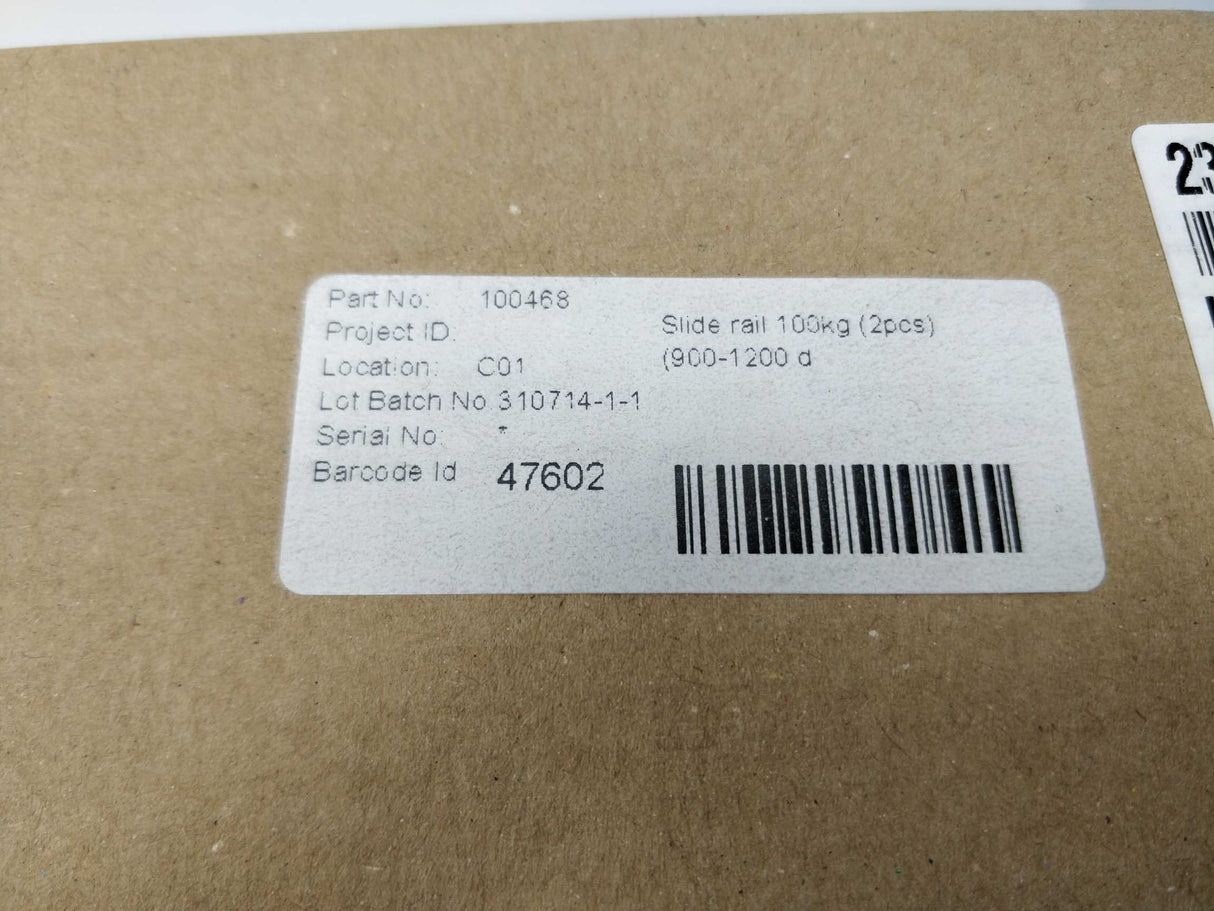 Part No: 100468
Project ID:
Location: C01
Lot Batch No 310714-1-1
Serial No: *
Barcode Id 47602
Slide rail 100kg (2pcs)
(900-1200 d
23